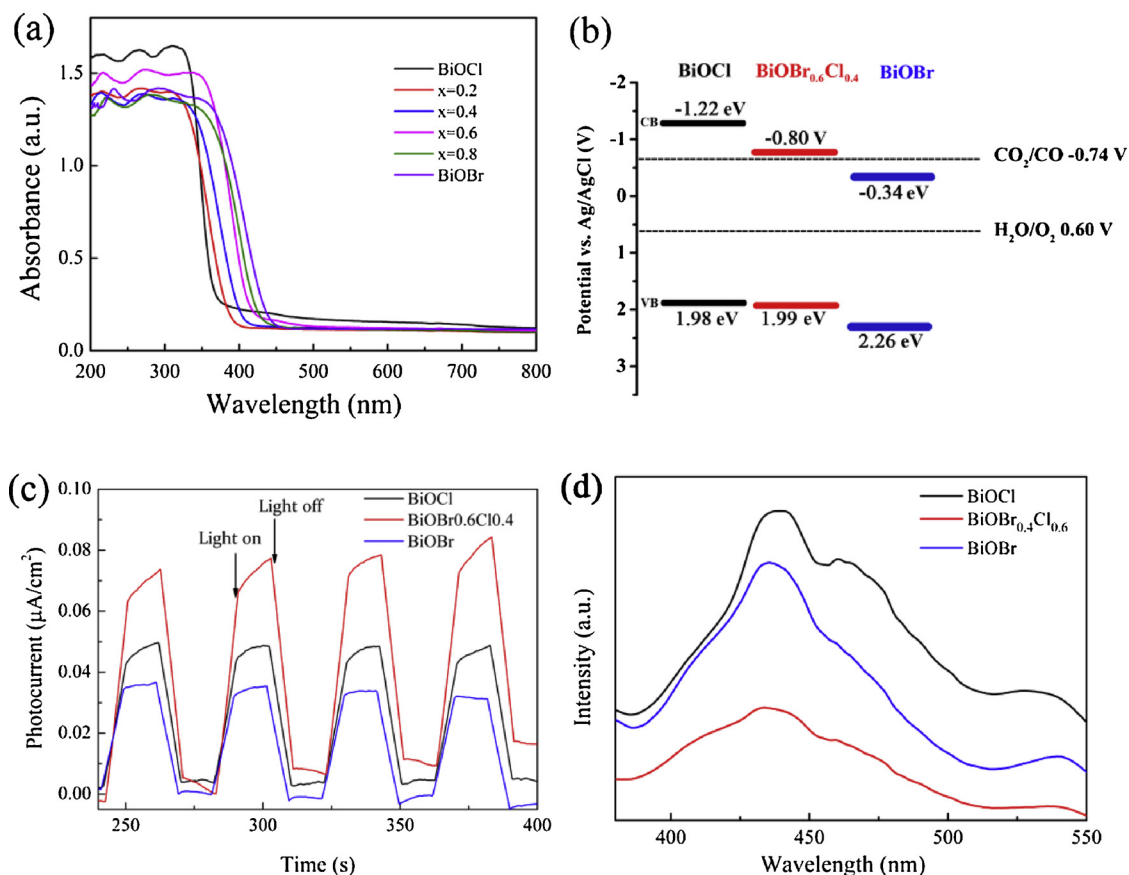 (a)
Absorbance (a.u.)
1.5
1.0
0.5
0.0
200 300 400 500 600 700 800
Wavelength (nm)
BiOCl
x=0.2
x=0.4
x=0.6
x=0.8
BiOBr
(b)
BiOCl BiOBr0.6Cl0.4 BiOBr
Potential vs. Ag/AgCl (V)
-2
-1
0
1
2
3
CB
-1.22 eV
-0.80 V
-0.34 eV
CO2/CO -0.74 V
H2O/O2 0.60 V
VB
1.98 eV
1.99 eV
2.26 eV
(c)
Photocurrent (µA/cm2)
0.10
0.08
0.06
0.04
0.02
0.00
250 300 350 400
Time (s)
Light on
Light off
BiOCl
BiOBr0.6Cl0.4
BiOBr
(d)
Intensity (a.u.)
400 450 500 550
Wavelength (nm)
BiOCl
BiOBr0.4Cl0.6
BiOBr